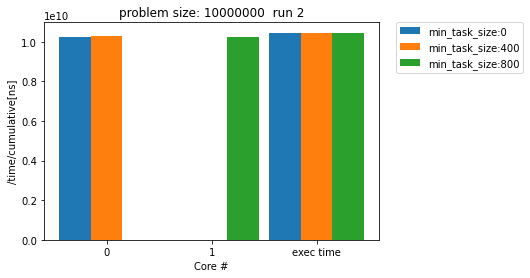 problem size: 10000000  run 2
1e10
1.0
0.8
0.6
0.4
0.2
0.0
/time/cumulative[ns]
0 1 exec time
Core #
min_task_size:0
min_task_size:400
min_task_size:800